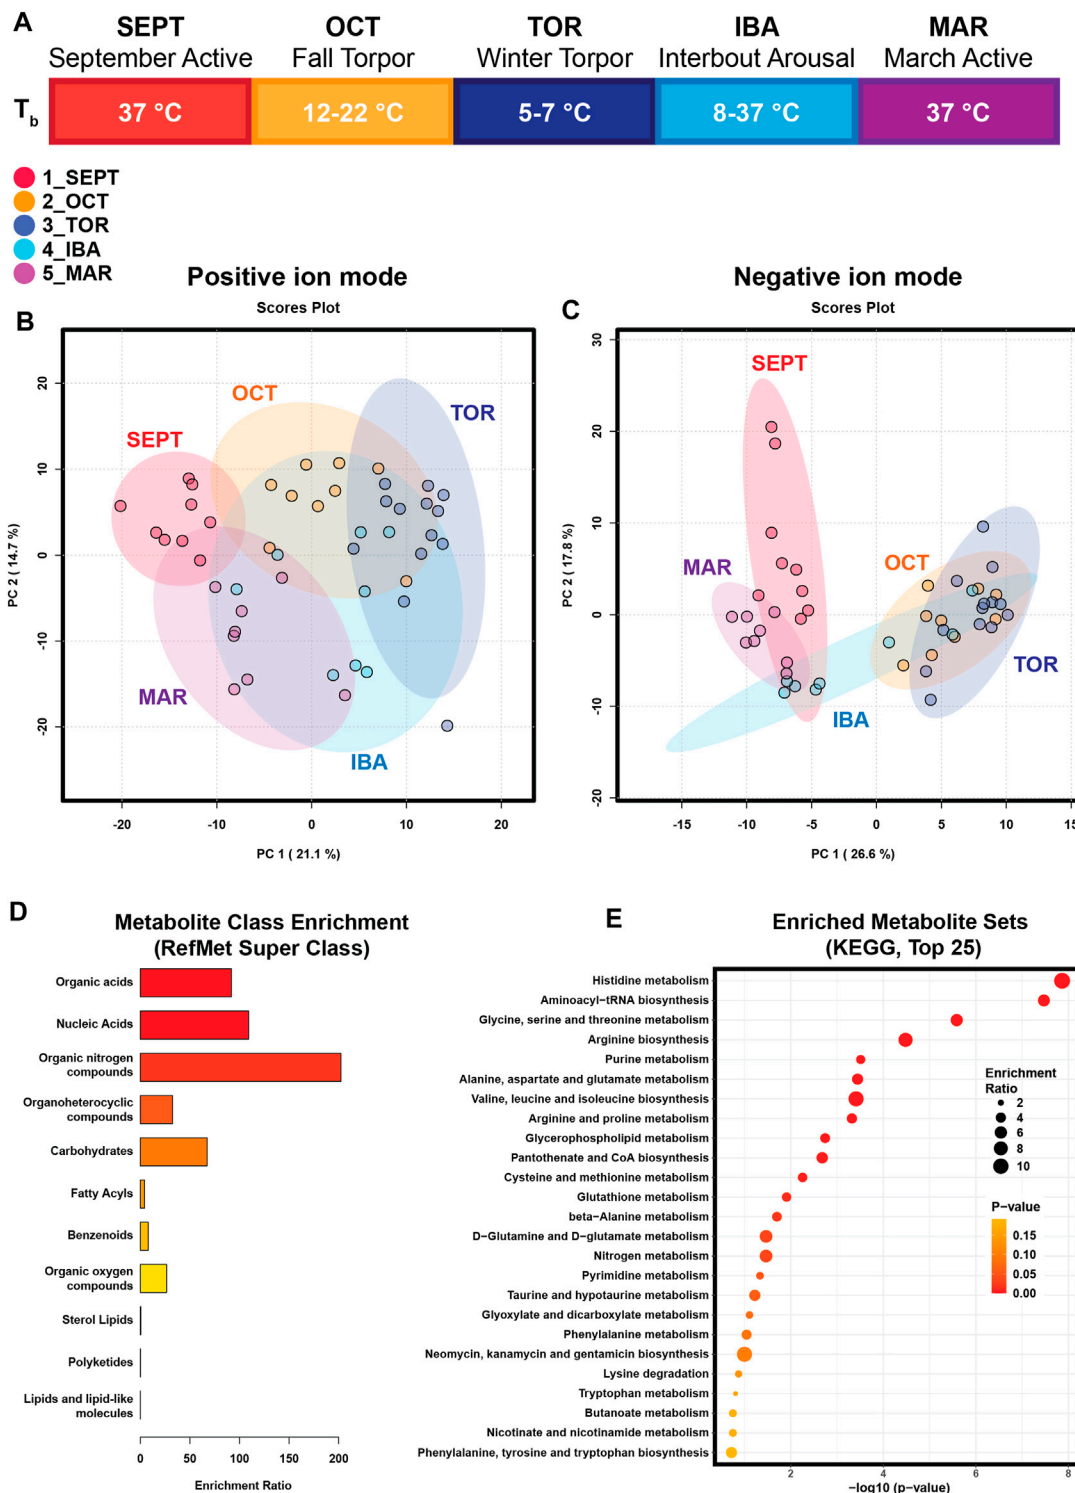 A
SEPT
OCT
TOR
IBA
MAR
September Active
Fall Torpor
Winter Torpor
Interbout Arousal
March Active
Tb
37 °C
12-22 °C
5-7 °C
8-37 °C
37 °C
1_SEPT
2_OCT
3_TOR
4_IBA
5_MAR
Positive ion mode
Negative ion mode
B
Scores Plot
PC 2 ( 14.7 %)
20
10
0
-10
-20
SEPT
OCT
TOR
MAR
IBA
-20
-10
0
10
20
PC 1 ( 21.1 %)
C
Scores Plot
PC 2 ( 17.8 %)
30
20
10
0
-10
-20
SEPT
MAR
OCT
TOR
IBA
-15
-10
-5
0
5
10
15
PC 1 ( 26.6 %)
D
Metabolite Class Enrichment
(RefMet Super Class)
Organic acids
Nucleic Acids
Organic nitrogen
compounds
Organoheterocyclic
compounds
Carbohydrates
Fatty Acyls
Benzenoids
Organic oxygen
compounds
Sterol Lipids
Polyketides
Lipids and lipid-like
molecules
0
50
100
150
200
Enrichment Ratio
E
Enriched Metabolite Sets
(KEGG, Top 25)
Histidine metabolism
Aminoacyl−tRNA biosynthesis
Glycine, serine and threonine metabolism
Arginine biosynthesis
Purine metabolism
Alanine, aspartate and glutamate metabolism
Valine, leucine and isoleucine biosynthesis
Arginine and proline metabolism
Glycerophospholipid metabolism
Pantothenate and CoA biosynthesis
Cysteine and methionine metabolism
Glutathione metabolism
beta−Alanine metabolism
D−Glutamine and D−glutamate metabolism
Nitrogen metabolism
Pyrimidine metabolism
Taurine and hypotaurine metabolism
Glyoxylate and dicarboxylate metabolism
Phenylalanine metabolism
Neomycin, kanamycin and gentamicin biosynthesis
Lysine degradation
Tryptophan metabolism
Butanoate metabolism
Nicotinate and nicotinamide metabolism
Phenylalanine, tyrosine and tryptophan biosynthesis
Enrichment
Ratio
2
4
6
8
10
P−value
0.15
0.10
0.05
0.00
2
4
6
8
−log10 (p−value)